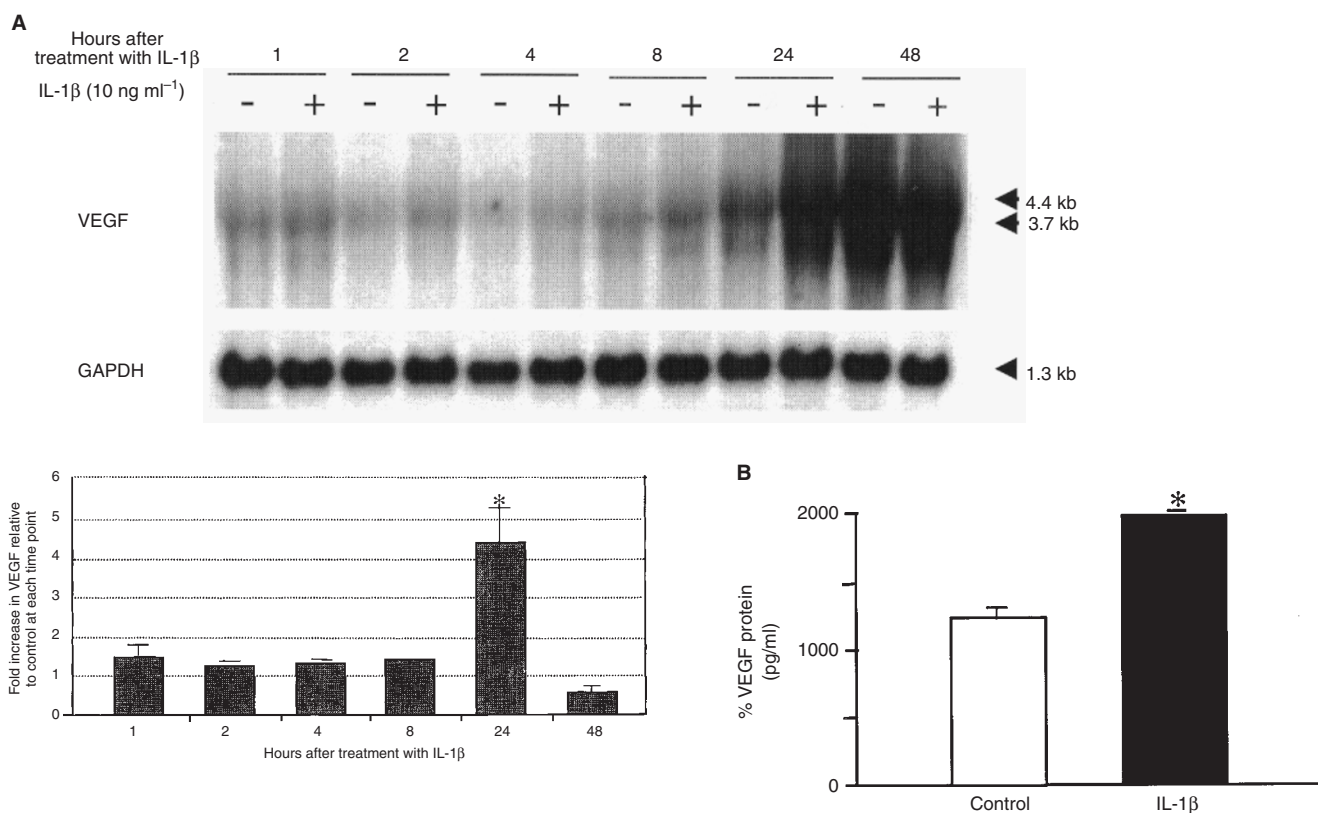 A
Hours after
treatment with IL-1β
1 2 4 8 24 48
IL-1β (10 ng ml⁻¹)
- + - + - + - + - + - +
VEGF
4.4 kb
3.7 kb
GAPDH
1.3 kb
Fold increase in VEGF relative
to control at each time point
6
5
4
3
2
1
0
*
1 2 4 8 24 48
Hours after treatment with IL-1β
B
% VEGF protein
(pg/ml)
2000
1000
0
*
Control IL-1β